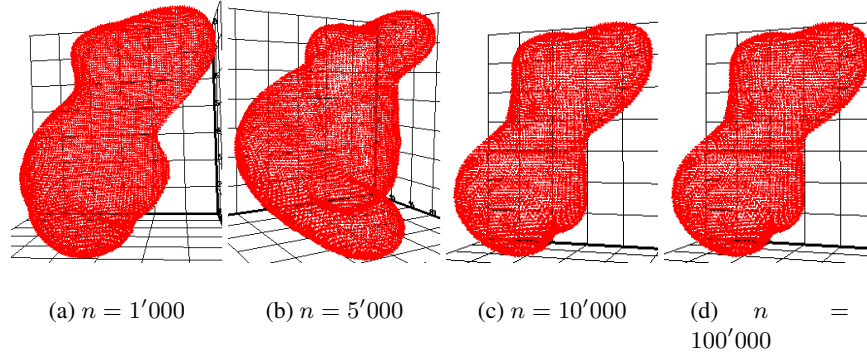 (a) n = 1′000
(b) n = 5′000
(c) n = 10′000
(d) n =
100′000